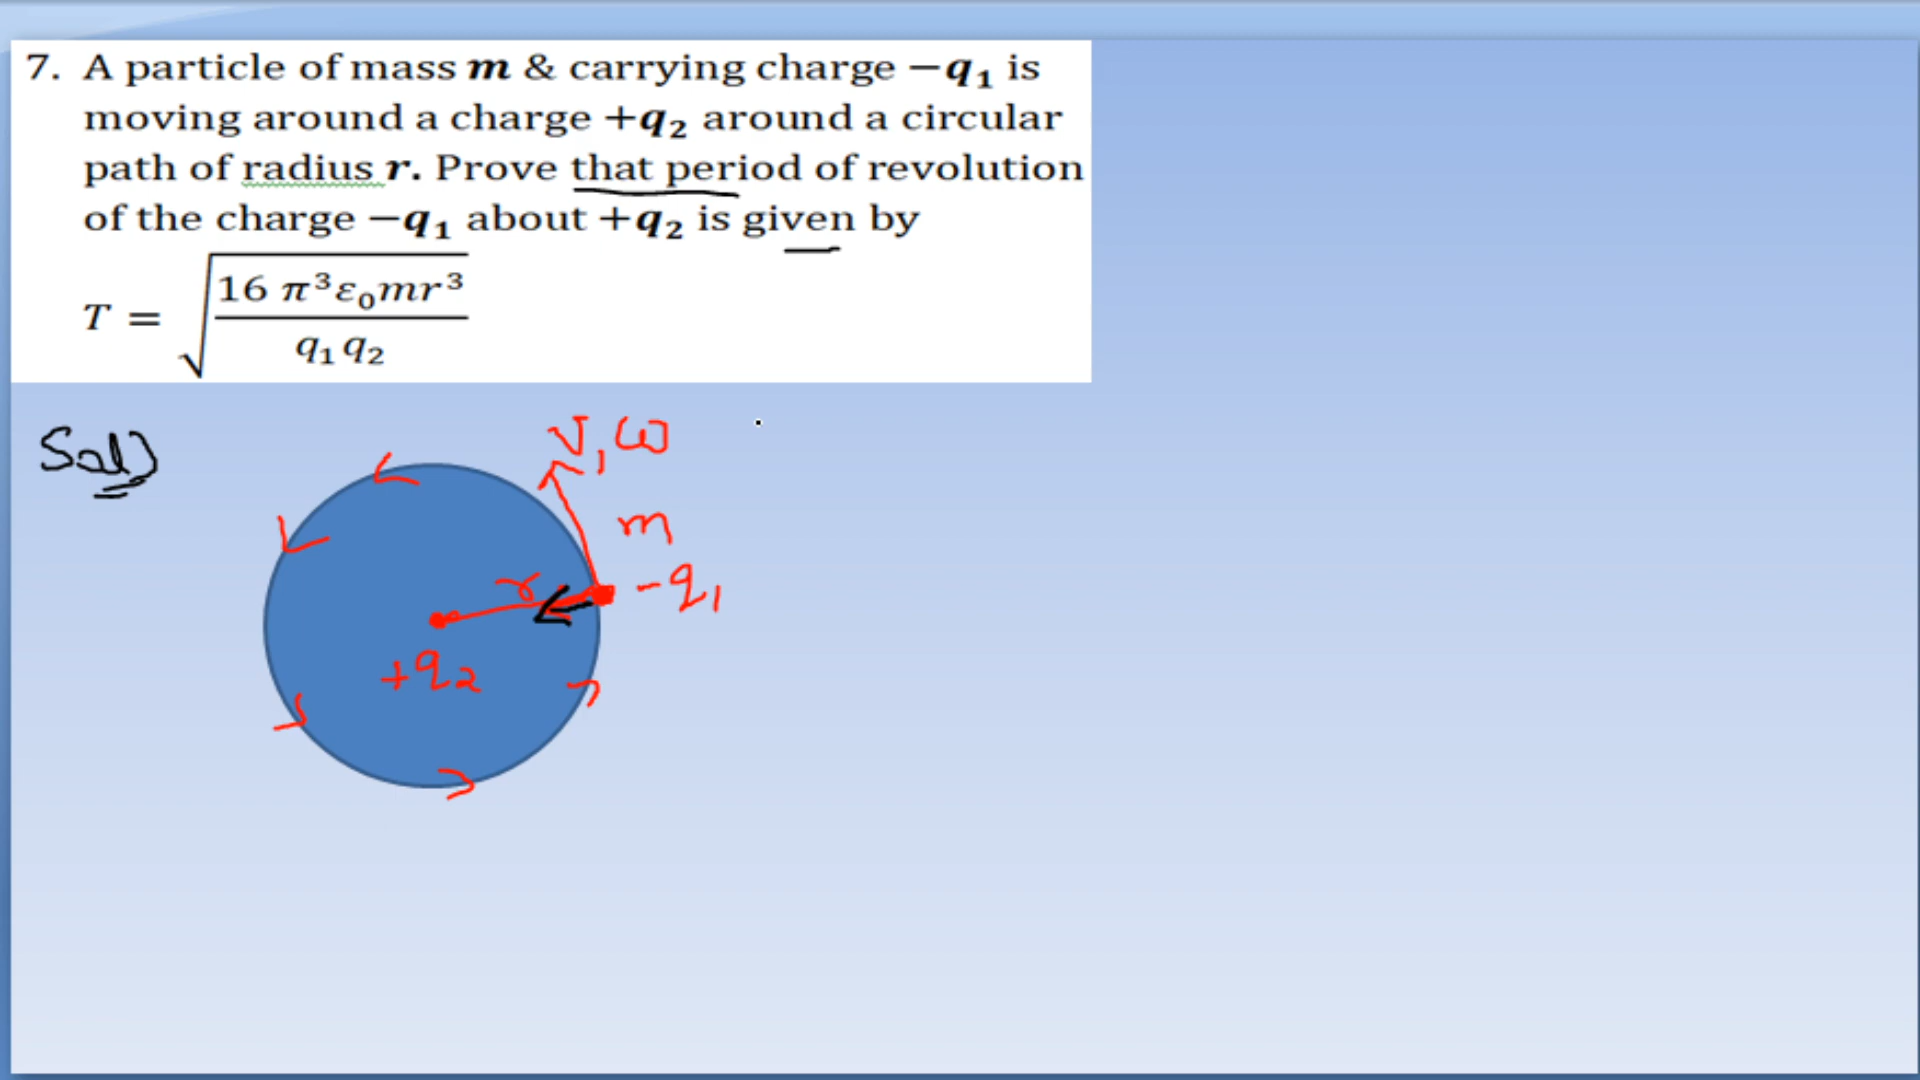 7. A particle of mass m & carrying charge −q₁ is
moving around a charge +q₂ around a circular
path of radius r. Prove that period of revolution
of the charge −q₁ about +q₂ is given by
T = √(16 π³ε₀mr³ / q₁q₂)
Sol)
V, ω
m
r
-q₁
+q₂